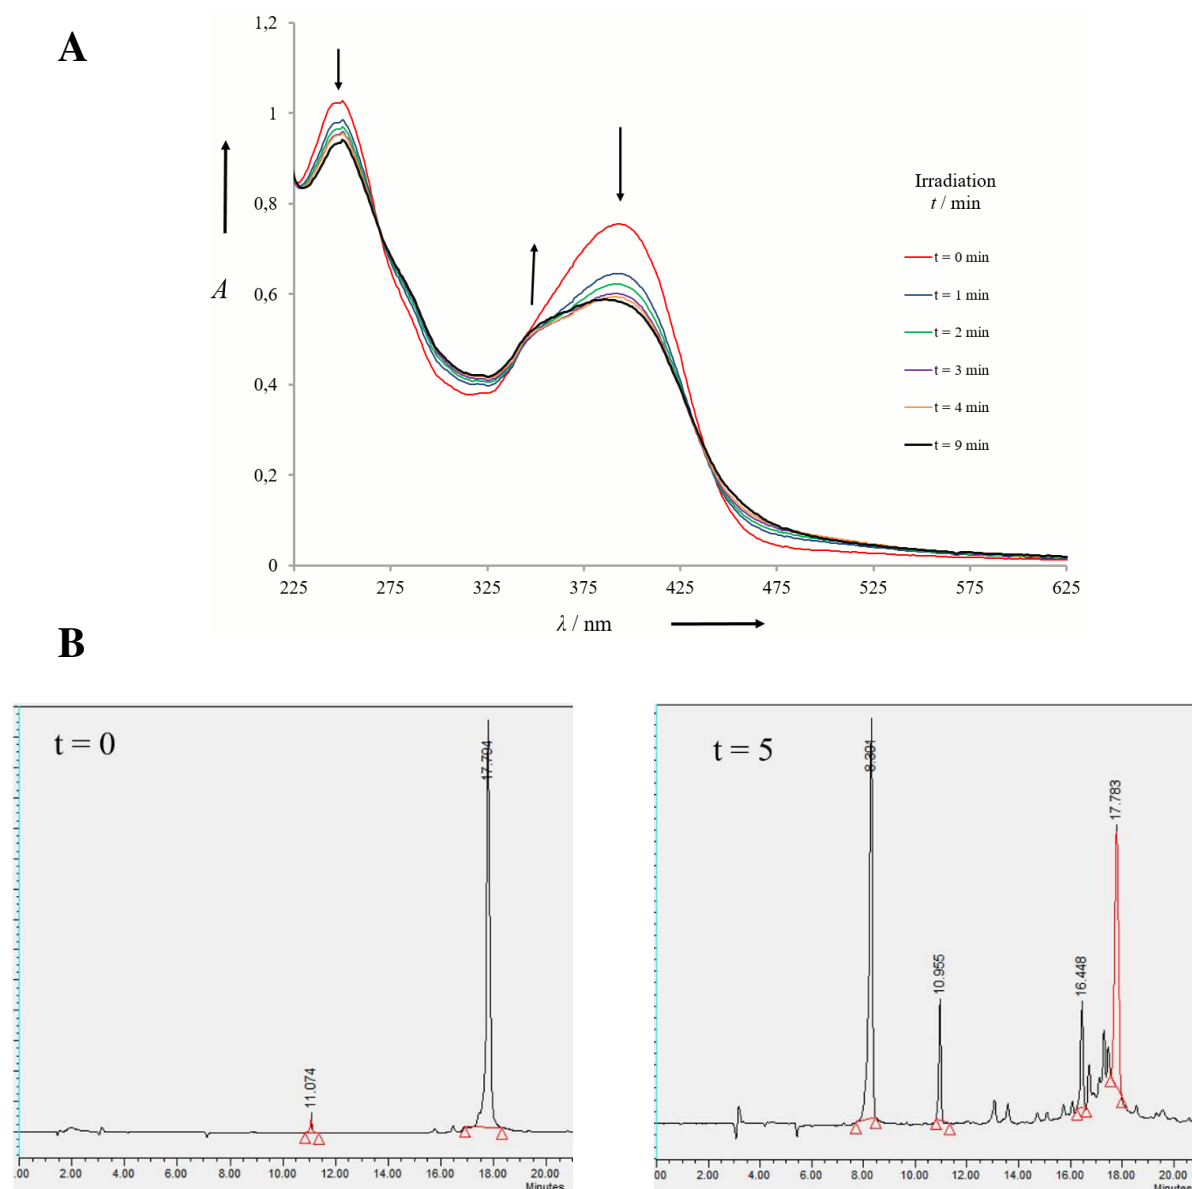 A
1,2
1
0,8
0,6
0,4
0,2
0
A
225 275 325 375 425 475 525 575 625
λ / nm
Irradiation
t / min
t = 0 min
t = 1 min
t = 2 min
t = 3 min
t = 4 min
t = 9 min
B
t = 0
17.794
11.074
.00 2.00 4.00 6.00 8.00 10.00 12.00 14.00 16.00 18.00 20.00
Minutes
t = 5
8.301
10.955
16.448
17.783
.00 2.00 4.00 6.00 8.00 10.00 12.00 14.00 16.00 18.00 20.00
Minutes